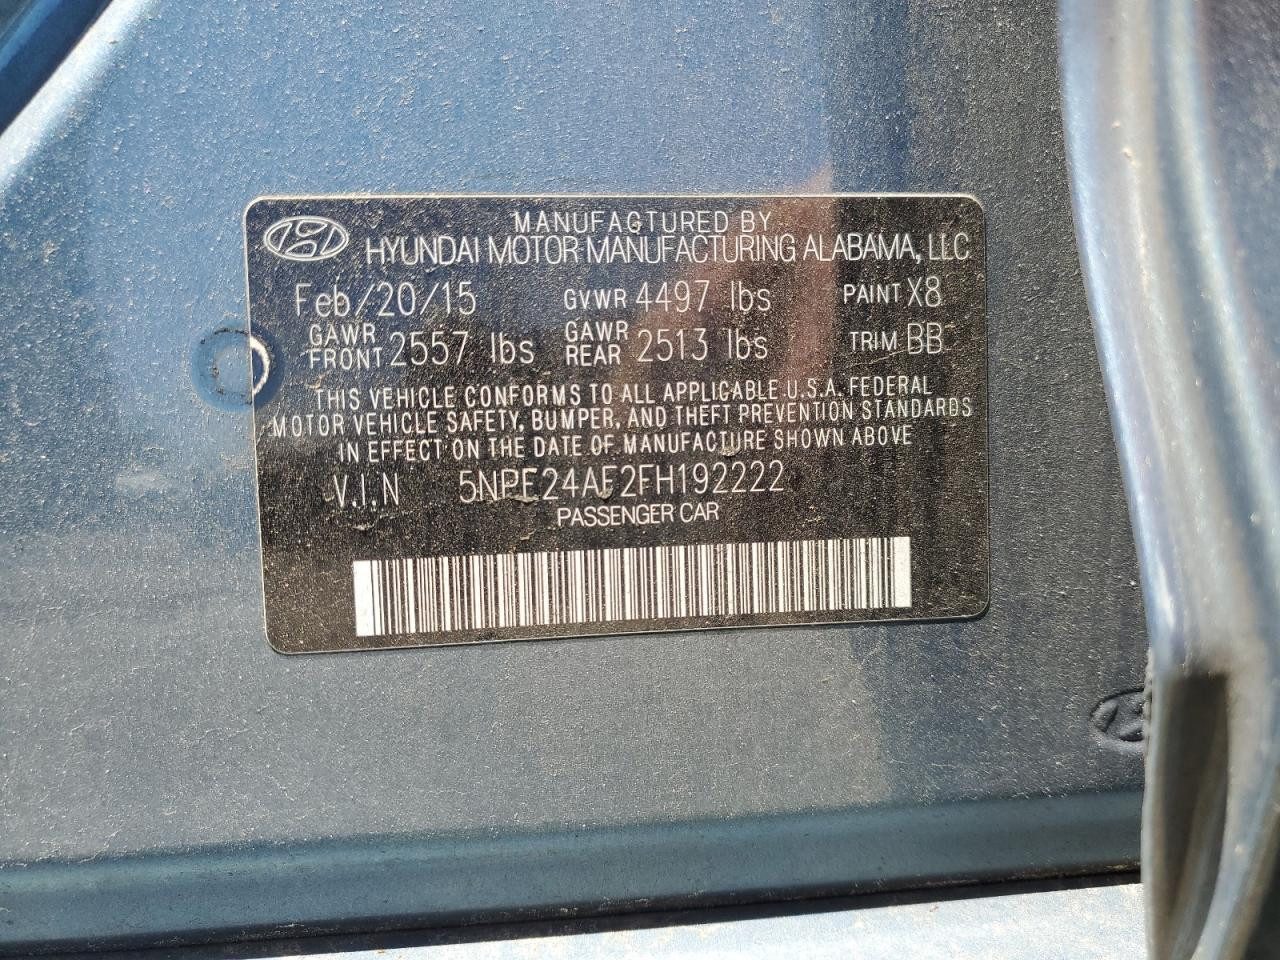 MANUFACTURED BY
HYUNDAI MOTOR MANUFACTURING ALABAMA, LLC
Feb/20/15 GVWR 4497 lbs PAINT X8
GAWR FRONT 2557 lbs GAWR REAR 2513 lbs TRIM BB
THIS VEHICLE CONFORMS TO ALL APPLICABLE U.S.A. FEDERAL
MOTOR VEHICLE SAFETY, BUMPER, AND THEFT PREVENTION STANDARDS
IN EFFECT ON THE DATE OF MANUFACTURE SHOWN ABOVE
V.I.N 5NPE24AF2FH192222
PASSENGER CAR